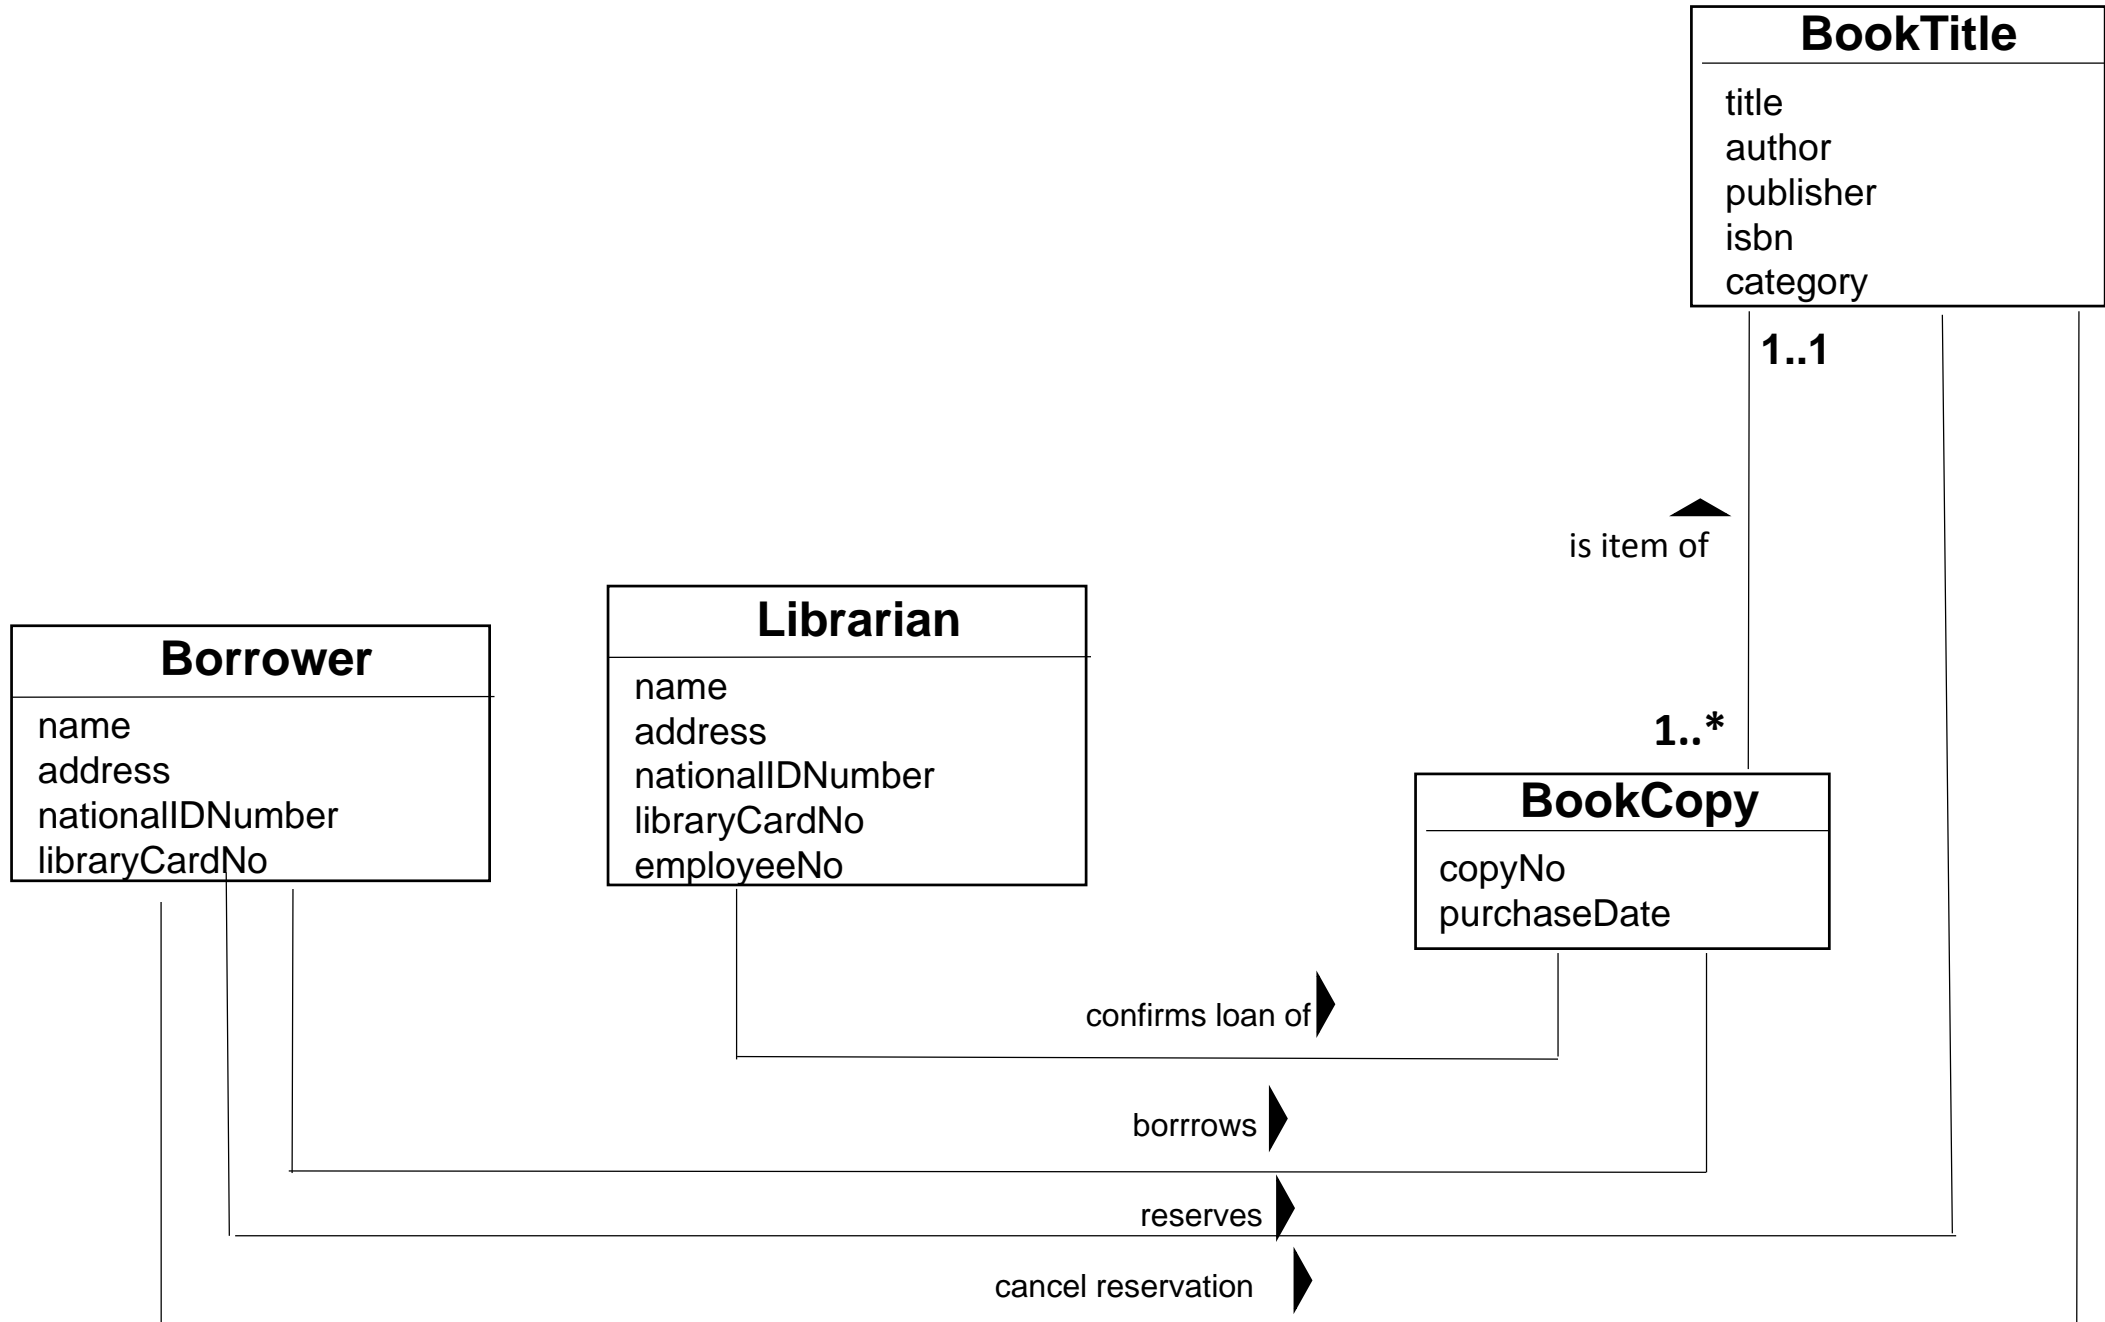 BookTitle
title
author
publisher
isbn
category
1..1
is item of
1..*
Borrower
name
address
nationalIDNumber
libraryCardNo
Librarian
name
address
nationalIDNumber
libraryCardNo
employeeNo
BookCopy
copyNo
purchaseDate
confirms loan of
borrrows
reserves
cancel reservation